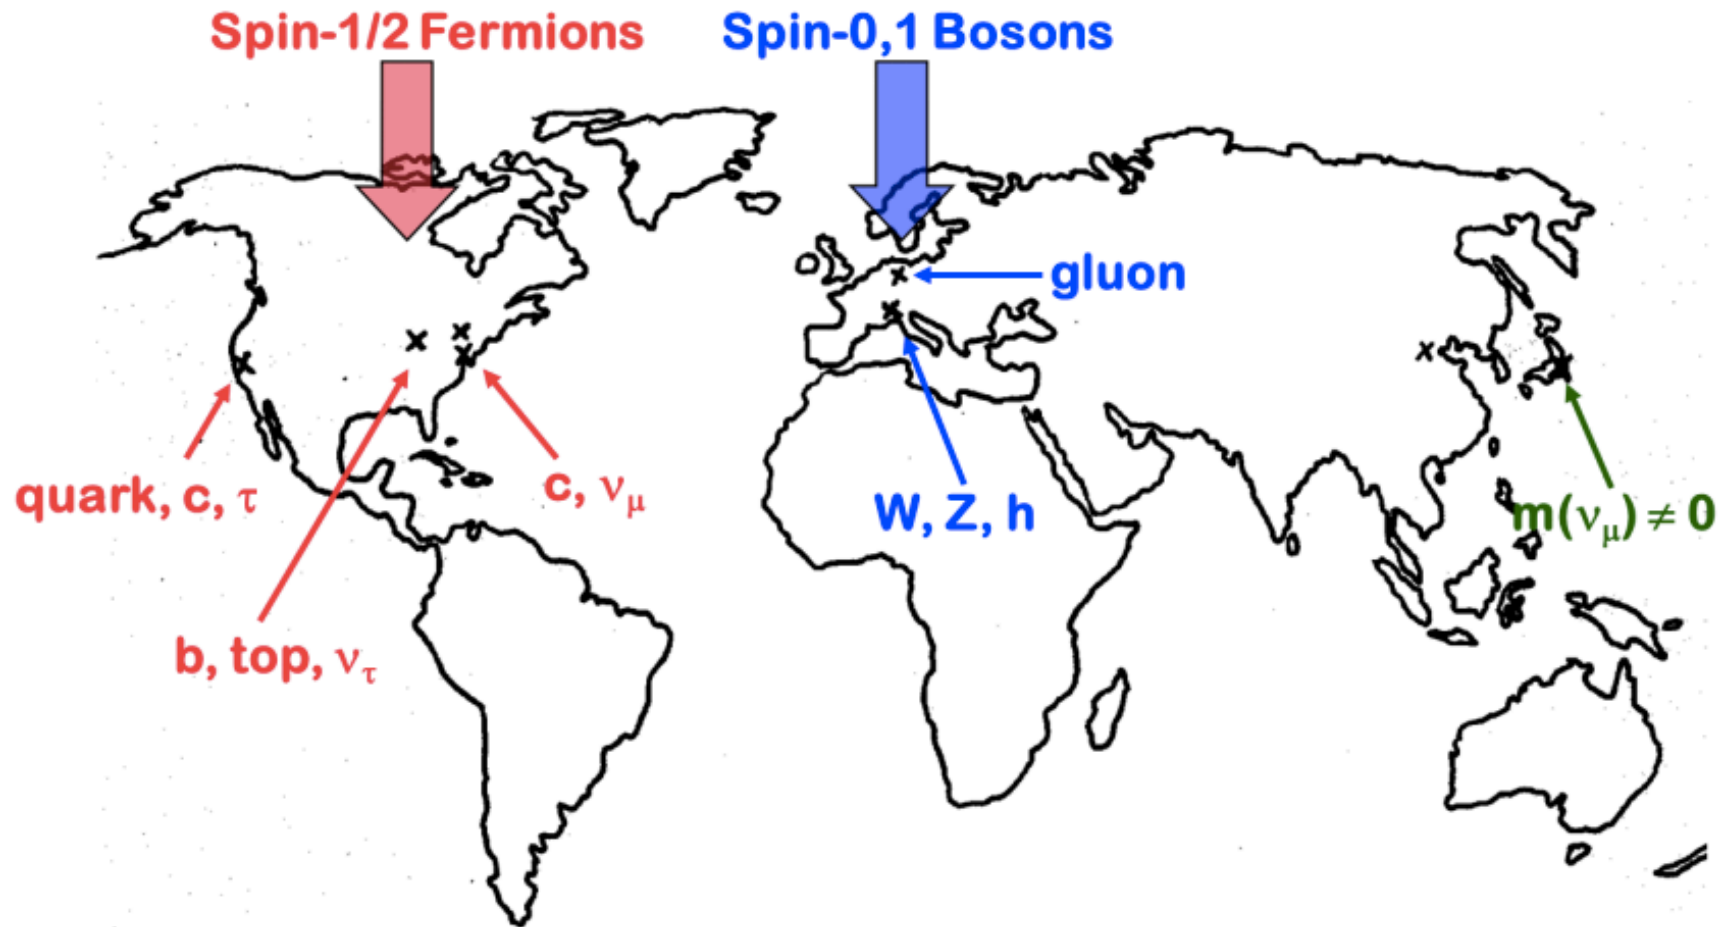 Spin-1/2 Fermions
Spin-0,1 Bosons
gluon
quark, c, τ
c, νμ
W, Z, h
m(νμ) ≠ 0
b, top, ντ